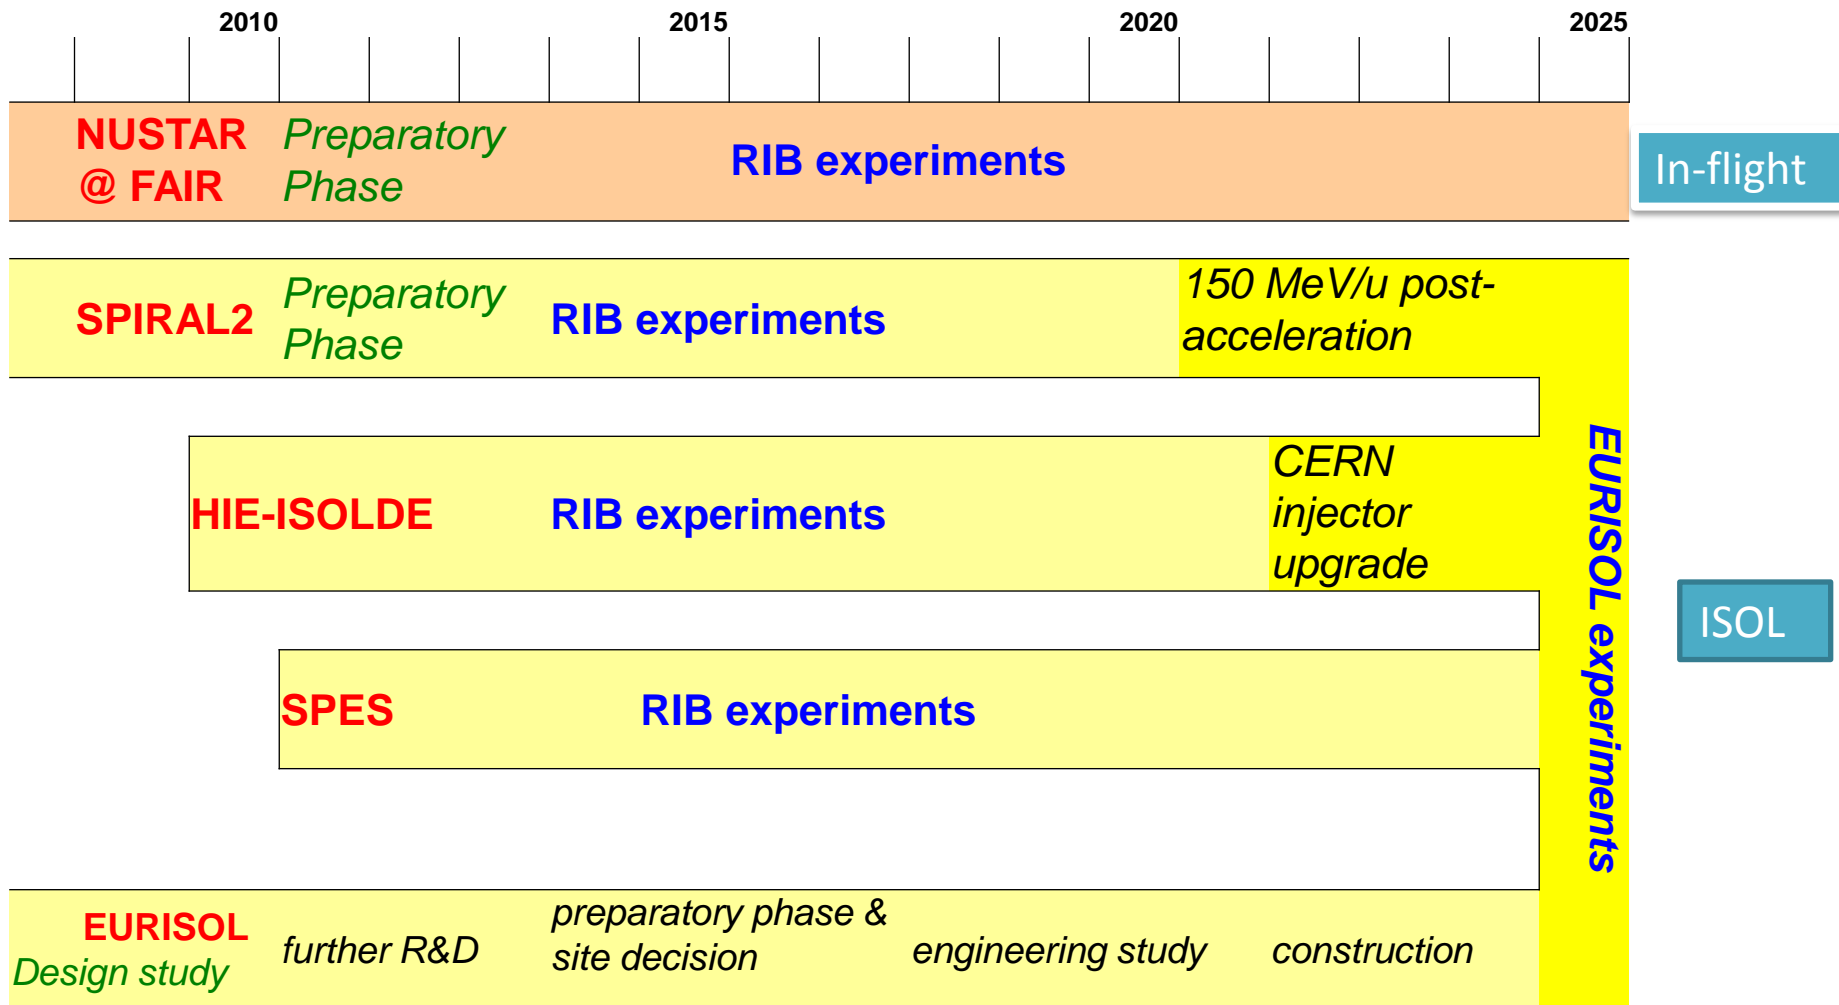 2010 2015 2020 2025
NUSTAR
@ FAIR
Preparatory
Phase
RIB experiments
In-flight
SPIRAL2
Preparatory
Phase
RIB experiments
150 MeV/u post-
acceleration
HIE-ISOLDE
RIB experiments
CERN
injector
upgrade
EURISOL experiments
ISOL
SPES
RIB experiments
EURISOL
Design study
further R&D
preparatory phase &
site decision
engineering study
construction